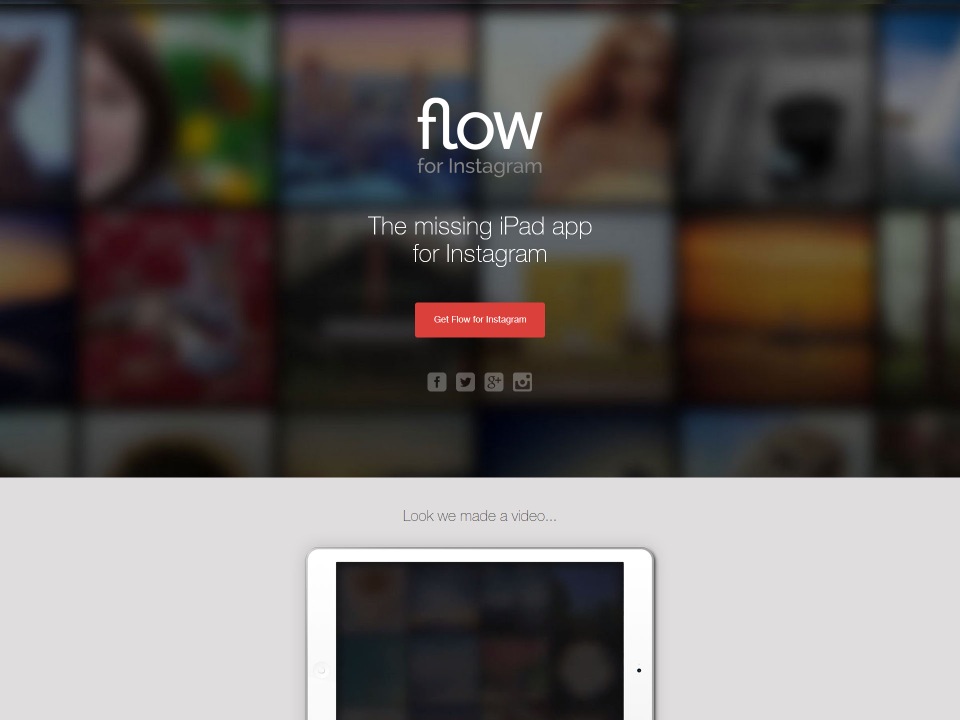 flow
for Instagram
The missing iPad app
for Instagram
Get Flow for Instagram
Look we made a video...